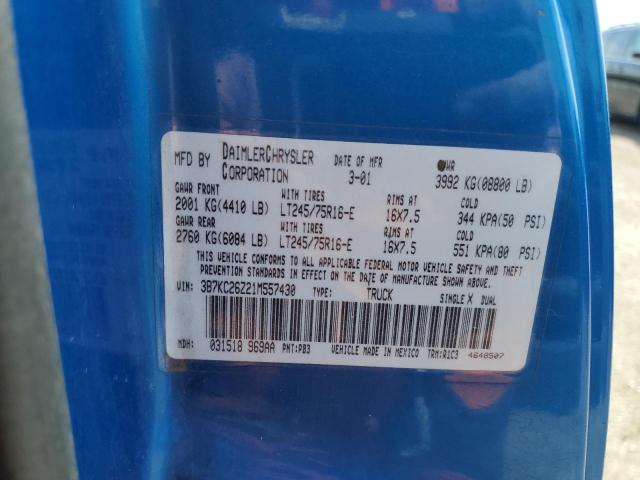 MFD BY DAIMLERCHRYSLER CORPORATION DATE OF MFR 3-01 GVWR 3992 KG(08800 LB)
GAWR FRONT WITH TIRES RIMS AT COLD
2001 KG(4410 LB) LT245/75R16-E 16X7.5 344 KPA(50 PSI)
GAWR REAR WITH TIRES RIMS AT COLD
2760 KG(6084 LB) LT245/75R16-E 16X7.5 551 KPA(80 PSI)
THIS VEHICLE CONFORMS TO ALL APPLICABLE FEDERAL MOTOR VEHICLE SAFETY AND THEFT
PREVENTION STANDARDS IN EFFECT ON THE DATE OF MANUFACTURE SHOWN ABOVE.
VIN: 3B7KC26Z21M557430 TYPE: TRUCK SINGLE X DUAL
MDH: 031518 969AA PNT:PB3 VEHICLE MADE IN MEXICO TRM:R1C3 4648507